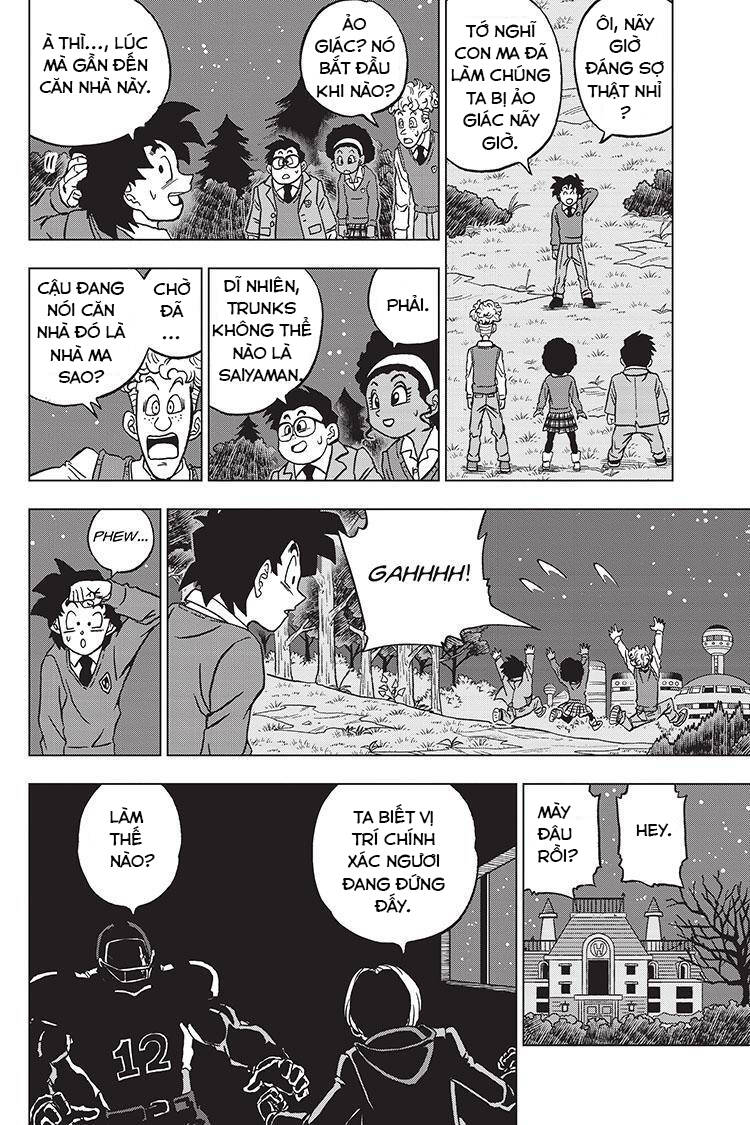 ÔI, NÃY
GIỜ
ĐÁNG SỢ
THẬT NHỈ
?
TỚ NGHĨ
CON MA ĐÃ
LÀM CHÚNG
TA BỊ ẢO
GIÁC NÃY
GIỜ.
ẢO
GIÁC? NÓ
BẮT ĐẦU
KHI NÀO?
À THÌ..., LÚC
MÀ GẦN ĐẾN
CĂN NHÀ NÀY.
PHẢI.
DĨ NHIÊN,
TRUNKS
KHÔNG THỂ
NÀO LÀ
SAIYAMAN.
CHỜ
ĐÃ
...
CẬU ĐANG
NÓI CĂN
NHÀ ĐÓ LÀ
NHÀ MA
SAO?
GAHHHH!
PHEW...
HEY.
MÀY
ĐÂU
RỒI?
TA BIẾT VỊ
TRÍ CHÍNH
XÁC NGƯƠI
ĐANG ĐỨNG
ĐẤY.
LÀM
THẾ
NÀO?
12